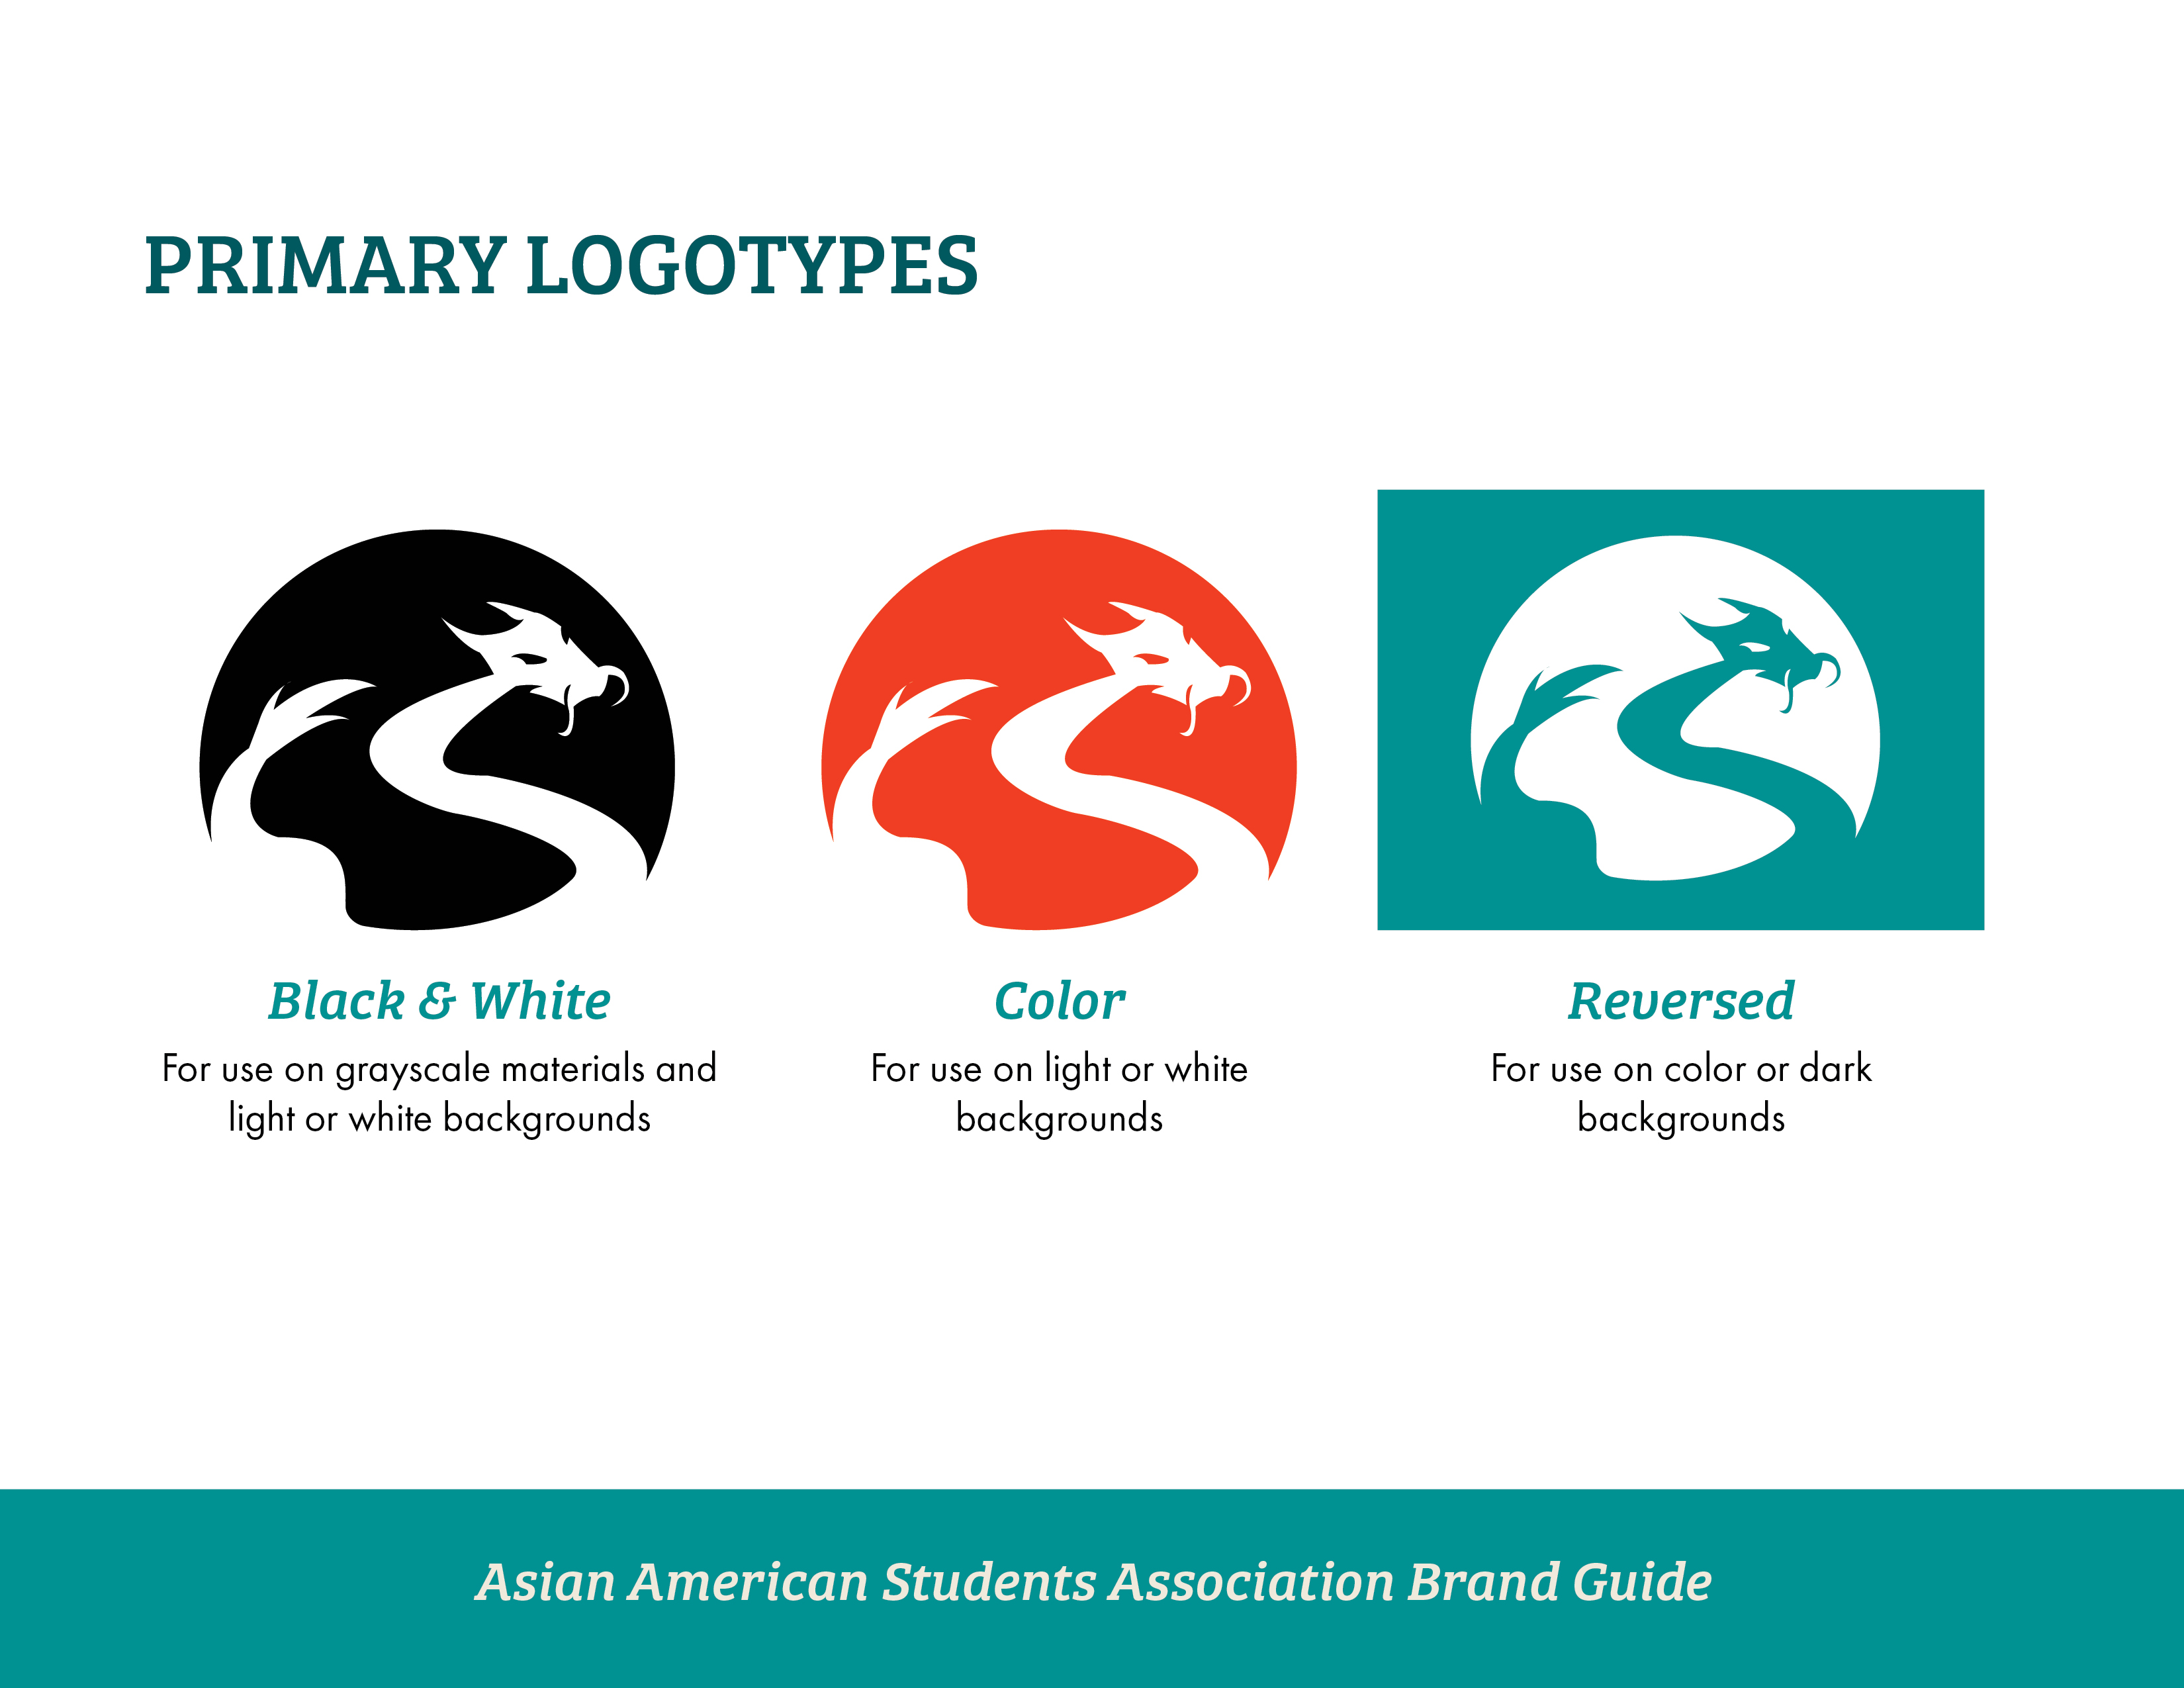 PRIMARY LOGOTYPES
Black & White
For use on grayscale materials and
light or white backgrounds
Color
For use on light or white
backgrounds
Reversed
For use on color or dark
backgrounds
Asian American Students Association Brand Guide